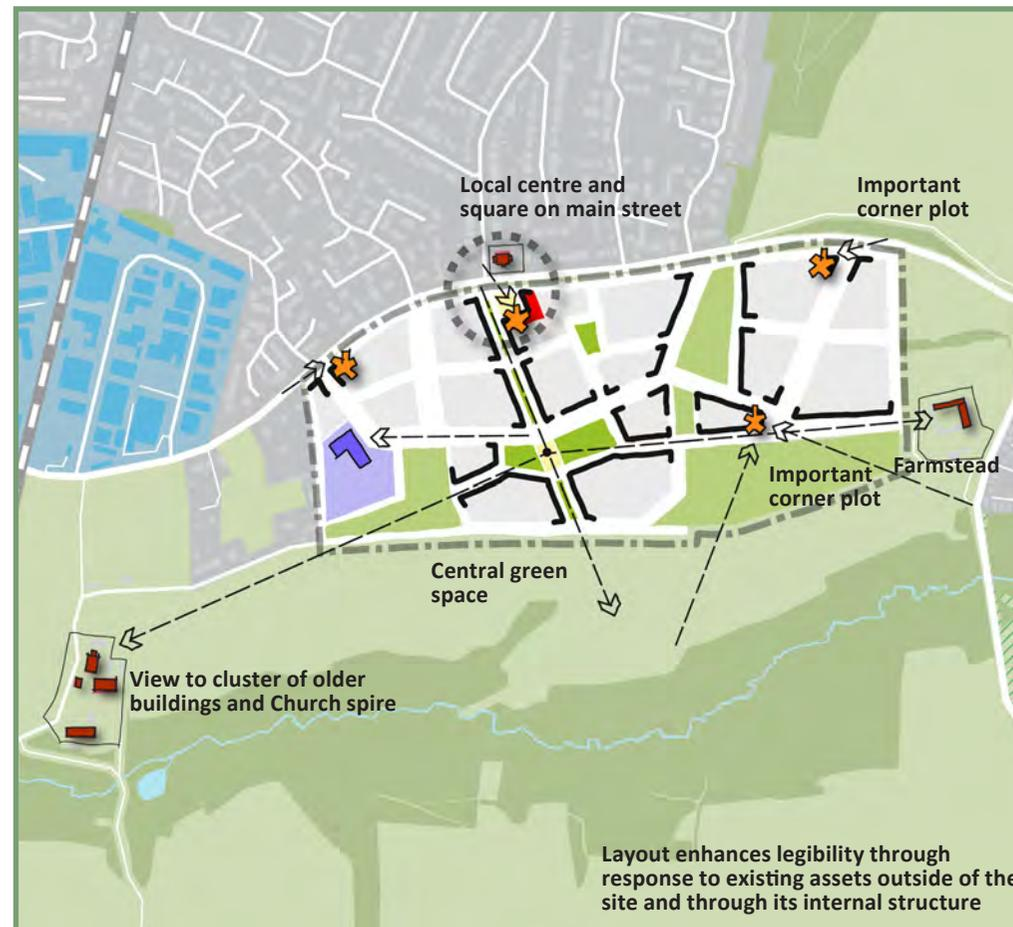 Local centre and
square on main street
Important
corner plot
Farmstead
Important
corner plot
Central green
space
View to cluster of older
buildings and Church spire
Layout enhances legibility through
response to existing assets outside of the
site and through its internal structure